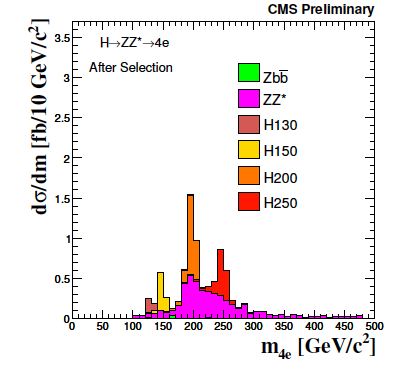 CMS Preliminary
dσ/dm [fb/10 GeV/c²]
H→ZZ*→4e
After Selection
Zbb̅
ZZ*
H130
H150
H200
H250
3.5
3
2.5
2
1.5
1
0.5
0
0 50 100 150 200 250 300 350 400 450 500
m₄ₑ [GeV/c²]